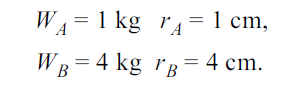 W_A = 1 kg r_A = 1 cm,
W_B = 4 kg r_B = 4 cm.